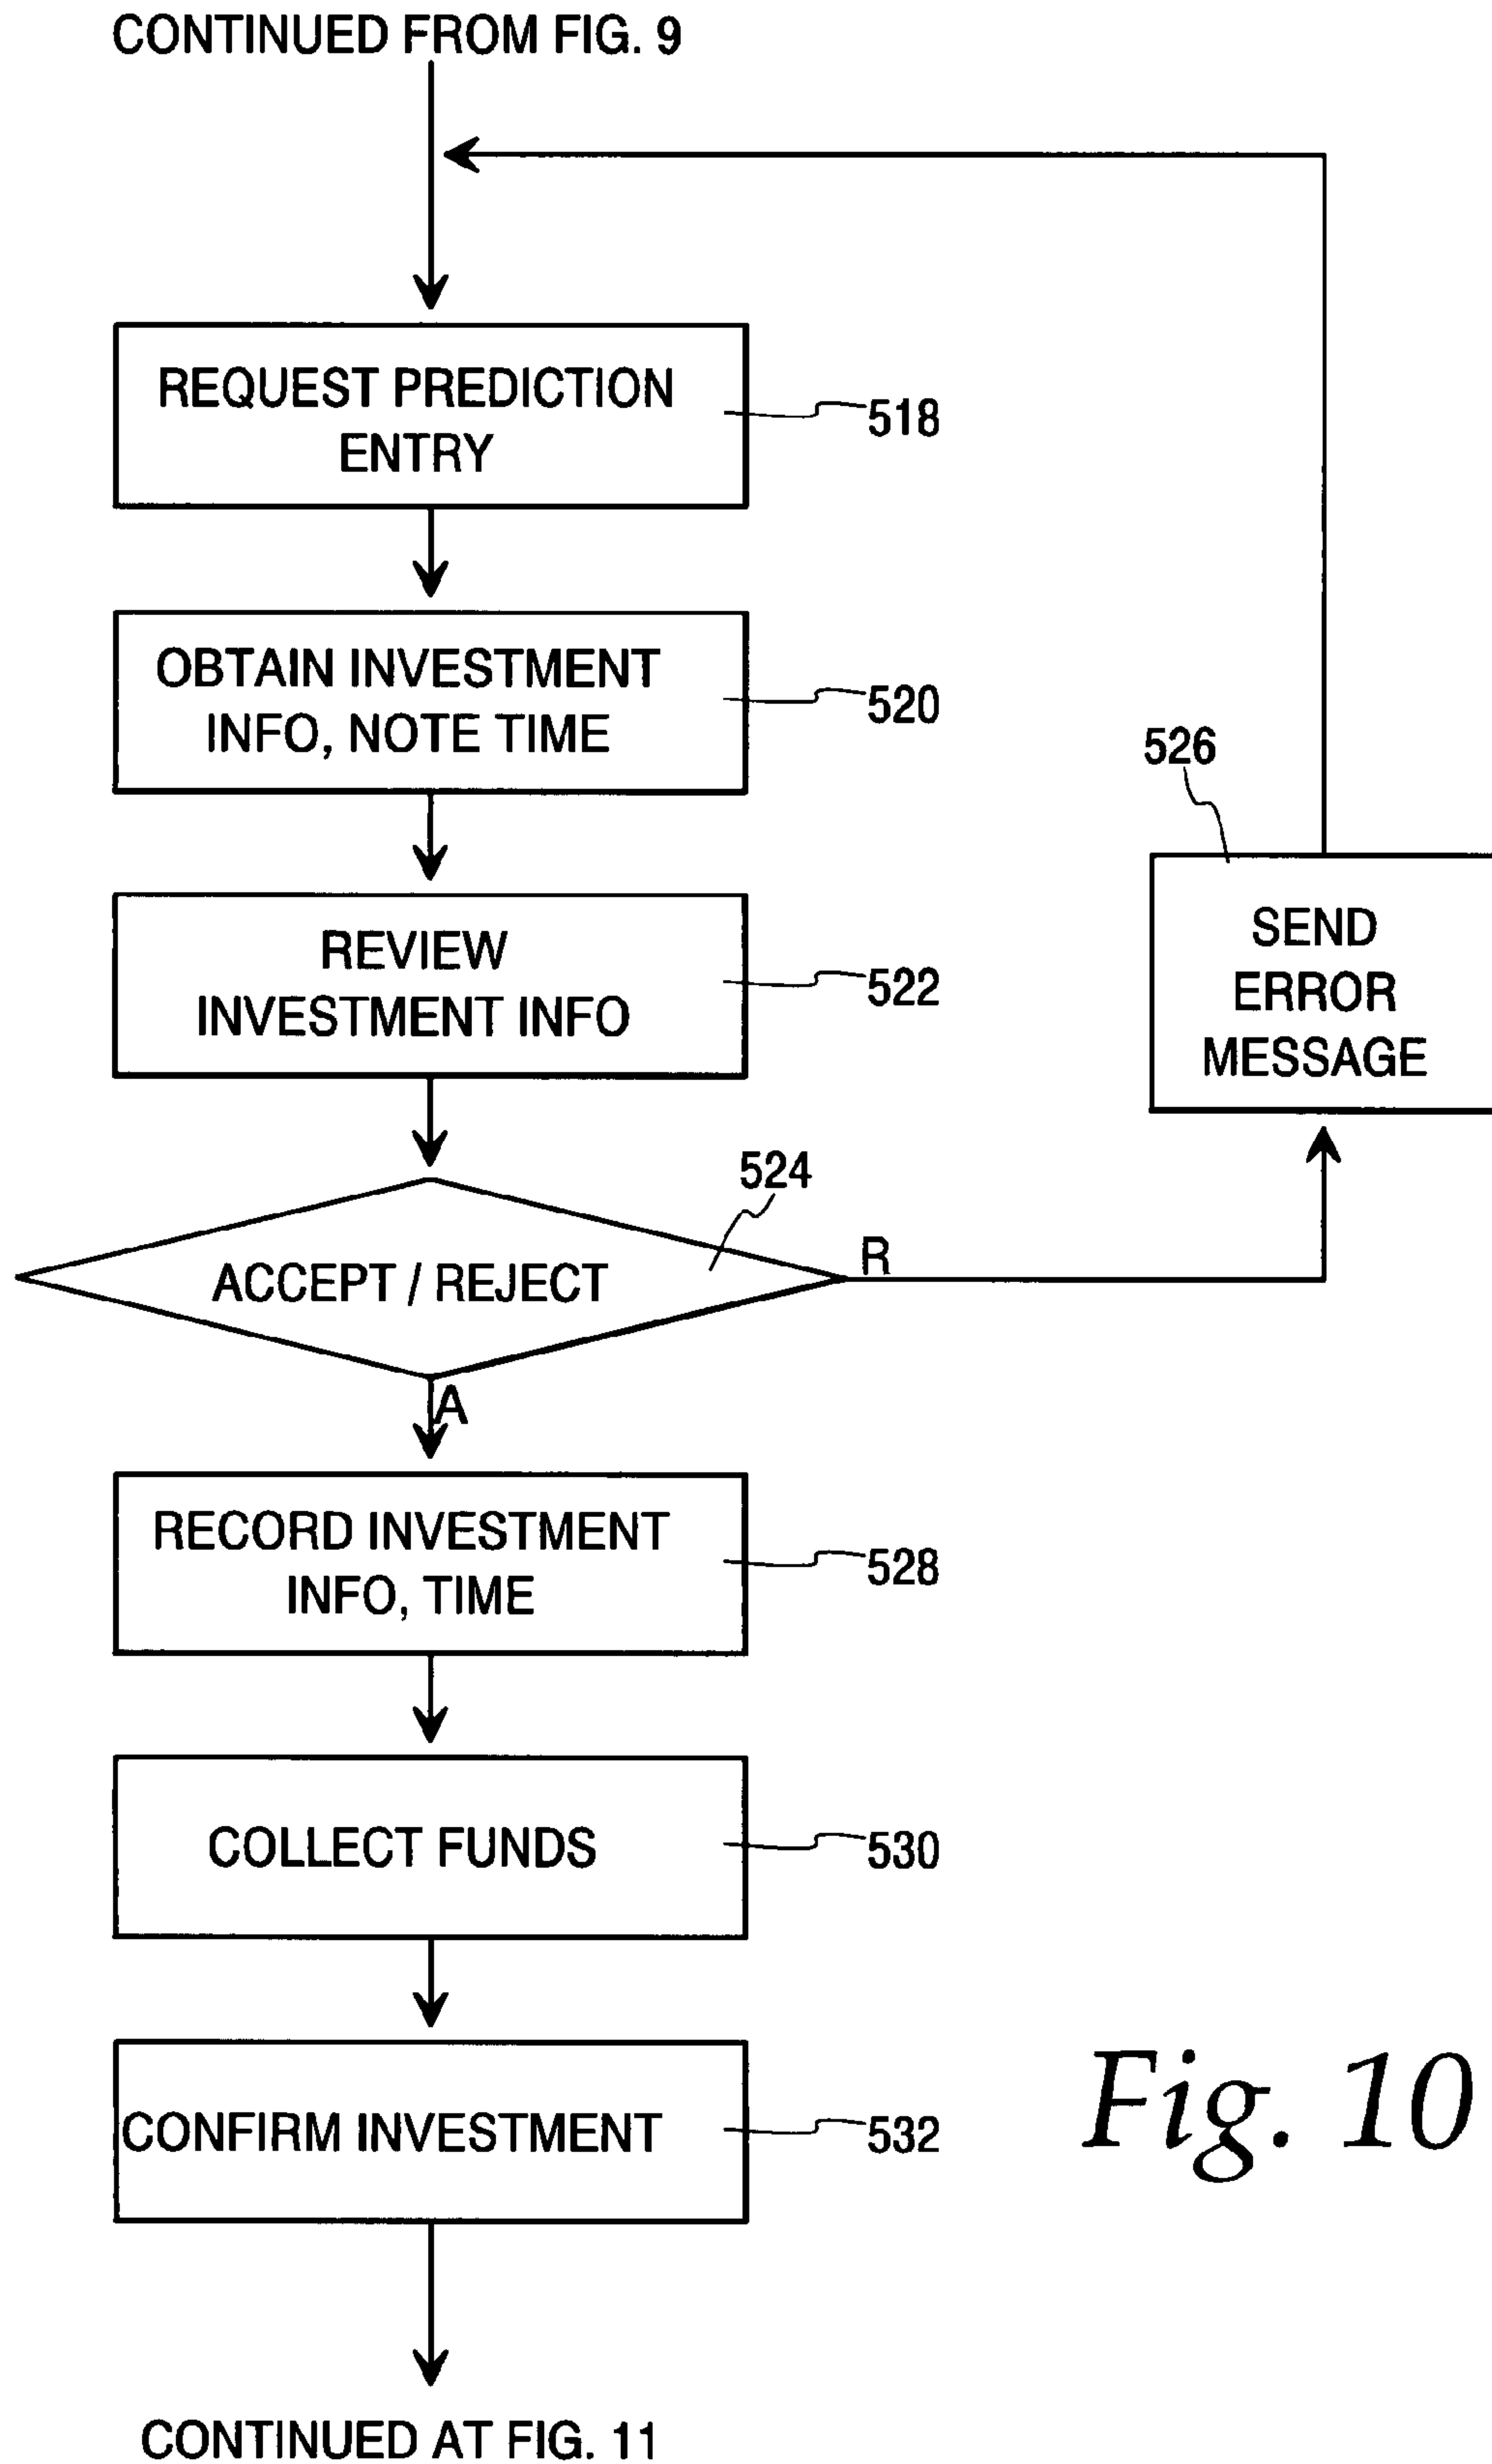 CONTINUED FROM FIG. 9
REQUEST PREDICTION
ENTRY
518
OBTAIN INVESTMENT
INFO, NOTE TIME
520
526
REVIEW
INVESTMENT INFO
522
SEND
ERROR
MESSAGE
524
ACCEPT / REJECT
R
A
RECORD INVESTMENT
INFO, TIME
528
COLLECT FUNDS
530
CONFIRM INVESTMENT
532
Fig. 10
CONTINUED AT FIG. 11